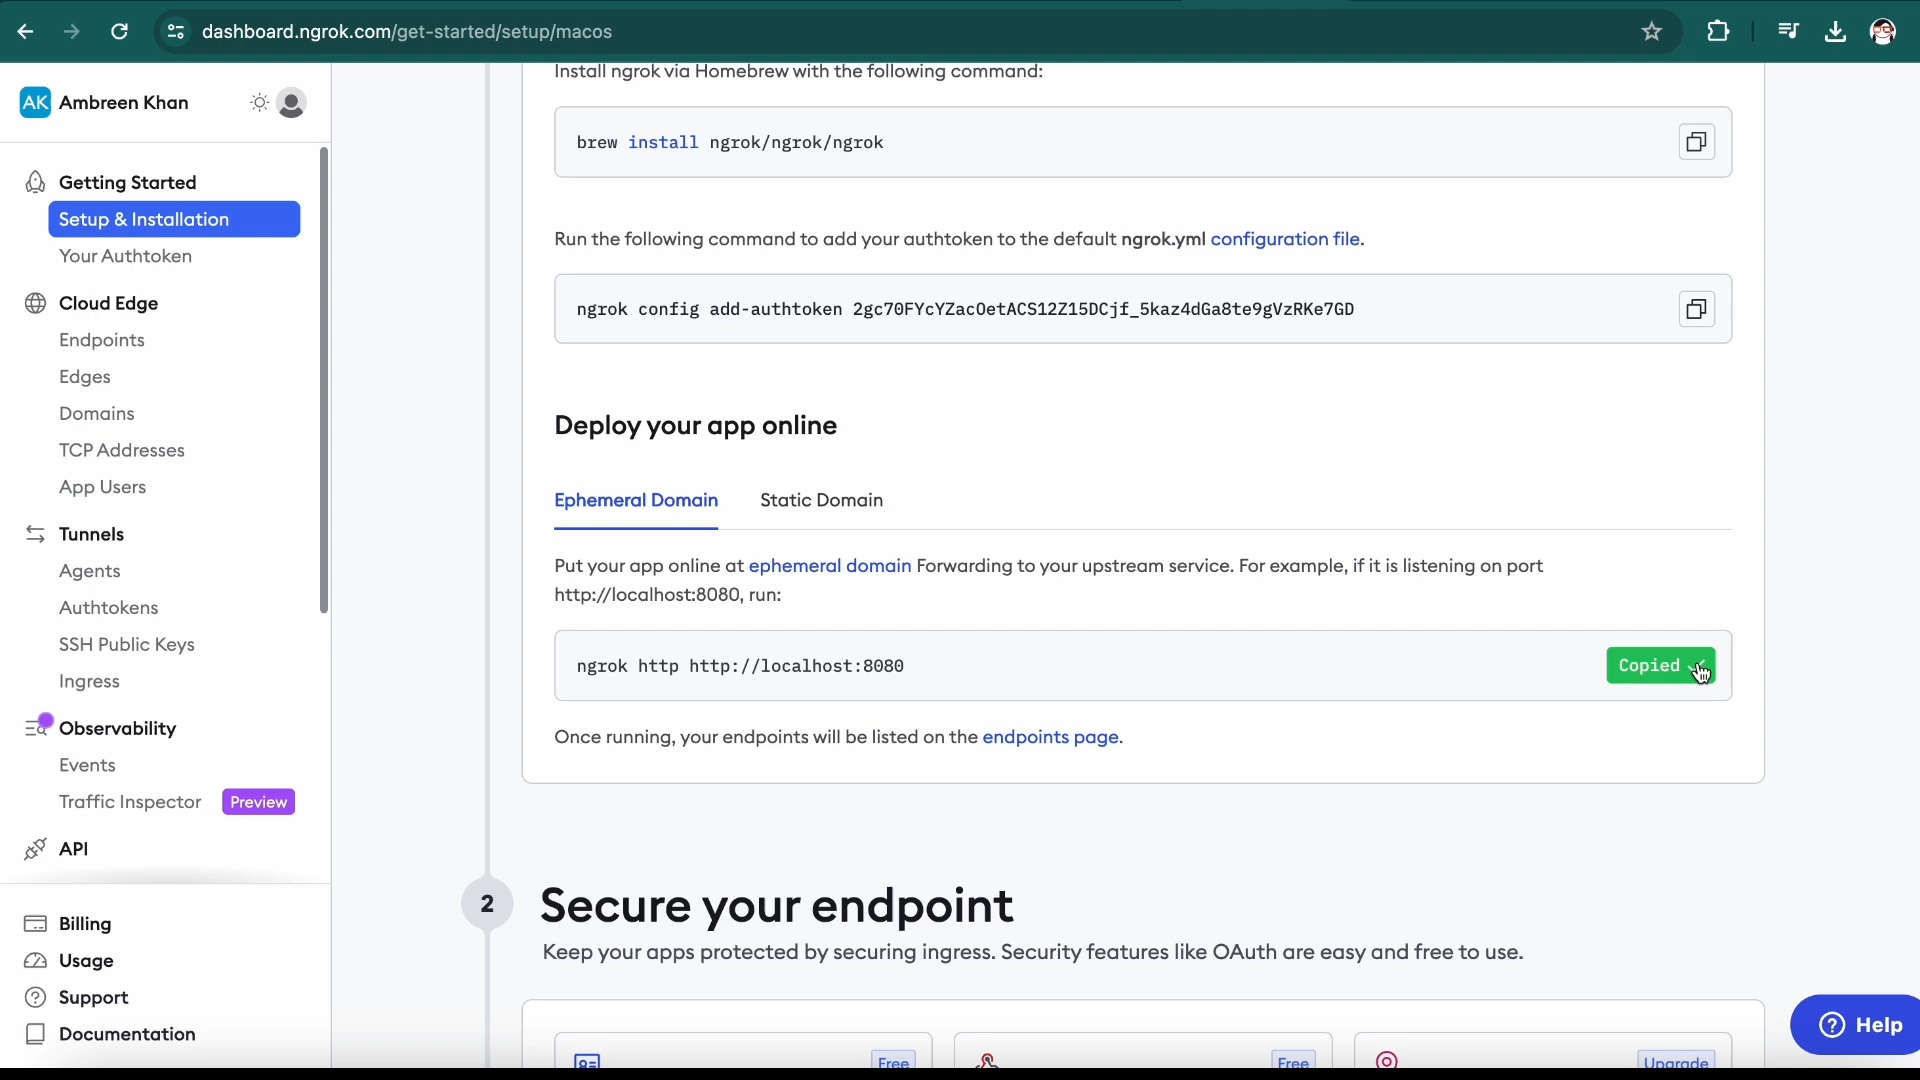 dashboard.ngrok.com/get-started/setup/macos
AK Ambreen Khan
Getting Started
Setup & Installation
Your Authtoken
Cloud Edge
Endpoints
Edges
Domains
TCP Addresses
App Users
Tunnels
Agents
Authtokens
SSH Public Keys
Ingress
Observability
Events
Traffic Inspector Preview
API
Billing
Usage
Support
Documentation
Install ngrok via Homebrew with the following command:
brew install ngrok/ngrok/ngrok
Run the following command to add your authtoken to the default ngrok.yml configuration file.
ngrok config add-authtoken 2gc70FYcYZacOetACS12Z15DCjf_5kaz4dGa8te9gVzRKe7GD
Deploy your app online
Ephemeral Domain Static Domain
Put your app online at ephemeral domain Forwarding to your upstream service. For example, if it is listening on port
http://localhost:8080, run:
ngrok http http://localhost:8080
Copied
Once running, your endpoints will be listed on the endpoints page.
2
Secure your endpoint
Keep your apps protected by securing ingress. Security features like OAuth are easy and free to use.
Free
Free
Upgrade
Help